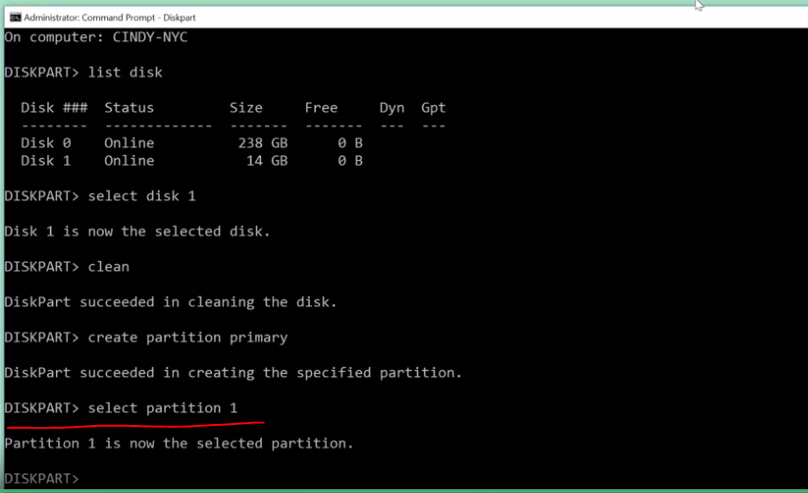 Administrator: Command Prompt - Diskpart
On computer: CINDY-NYC
DISKPART> list disk
Disk ### Status Size Free Dyn Gpt
-------- ------------- ------- ------- --- ---
Disk 0 Online 238 GB 0 B
Disk 1 Online 14 GB 0 B
DISKPART> select disk 1
Disk 1 is now the selected disk.
DISKPART> clean
DiskPart succeeded in cleaning the disk.
DISKPART> create partition primary
DiskPart succeeded in creating the specified partition.
DISKPART> select partition 1
Partition 1 is now the selected partition.
DISKPART>